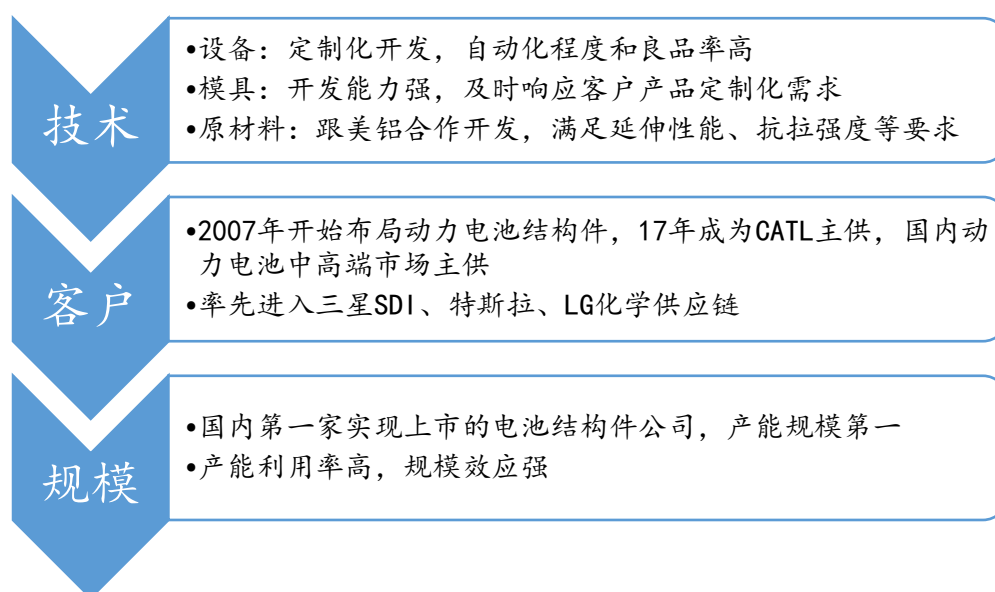 技术
•设备：定制化开发，自动化程度和良品率高
•模具：开发能力强，及时响应客户产品定制化需求
•原材料：跟美铝合作开发，满足延伸性能、抗拉强度等要求
客户
•2007年开始布局动力电池结构件，17年成为CATL主供，国内动
力电池中高端市场主供
•率先进入三星SDI、特斯拉、LG化学供应链
规模
•国内第一家实现上市的电池结构件公司，产能规模第一
•产能利用率高，规模效应强